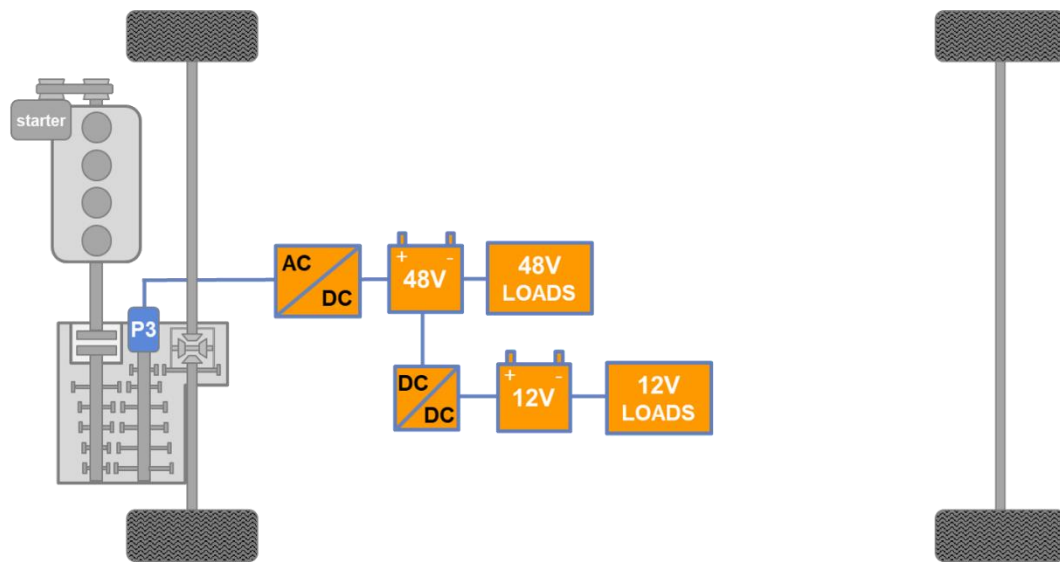 starter
AC
DC
+ -
48V
48V
LOADS
P3
DC
DC
+ -
12V
12V
LOADS